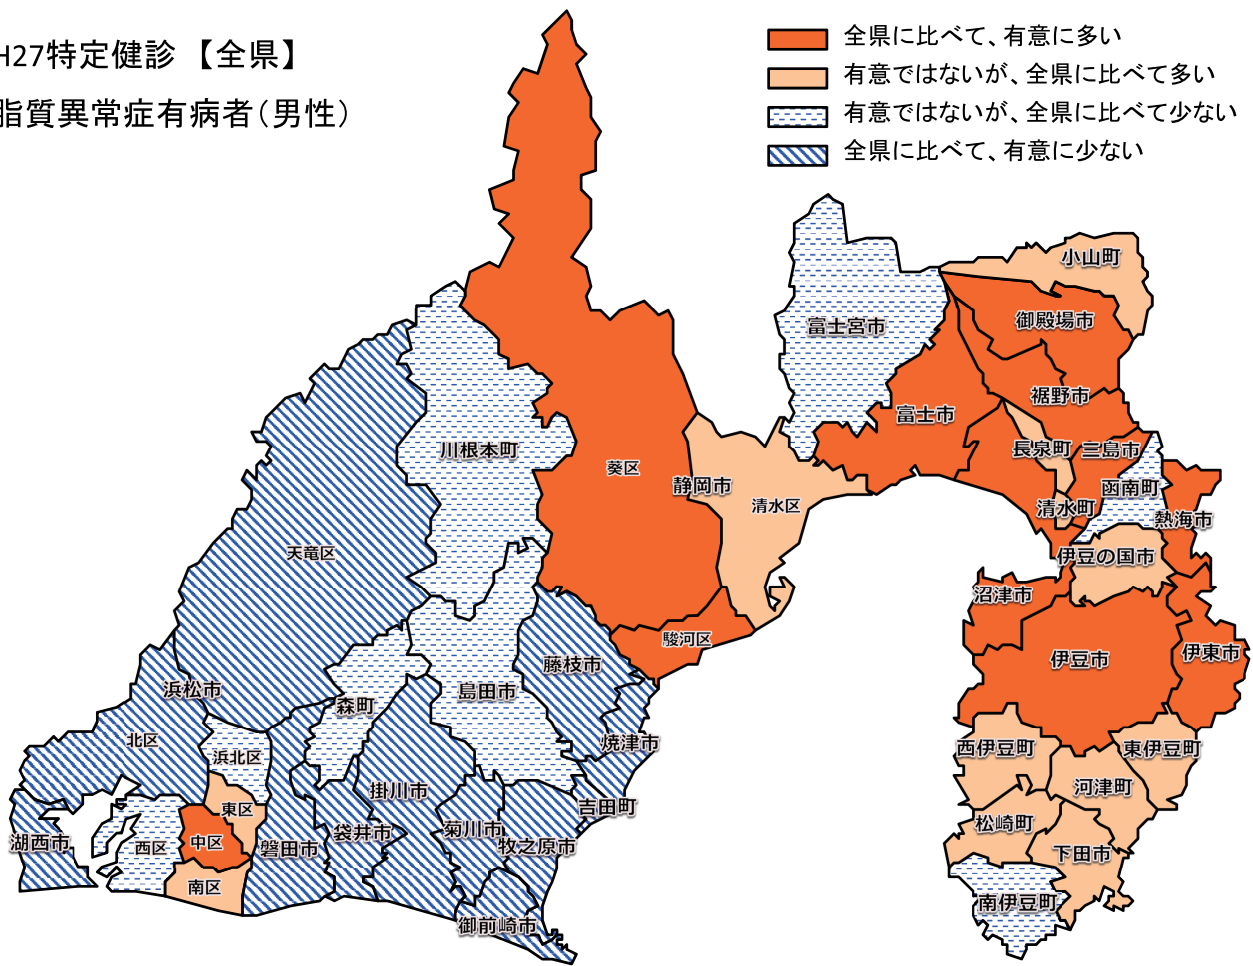 H27特定健診 【全県】
脂質異常症有病者(男性)
全県に比べて、有意に多い
有意ではないが、全県に比べて多い
有意ではないが、全県に比べて少ない
全県に比べて、有意に少ない
小山町
御殿場市
富士宮市
裾野市
富士市
長泉町
三島市
川根本町
葵区
静岡市
清水区
函南町
清水町
熱海市
天竜区
伊豆の国市
沼津市
駿河区
伊豆市
伊東市
藤枝市
浜松市
島田市
森町
北区
浜北区
焼津市
西伊豆町
東伊豆町
掛川市
河津町
東区
吉田町
湖西市
西区
中区
磐田市
袋井市
菊川市
牧之原市
松崎町
下田市
南区
御前崎市
南伊豆町